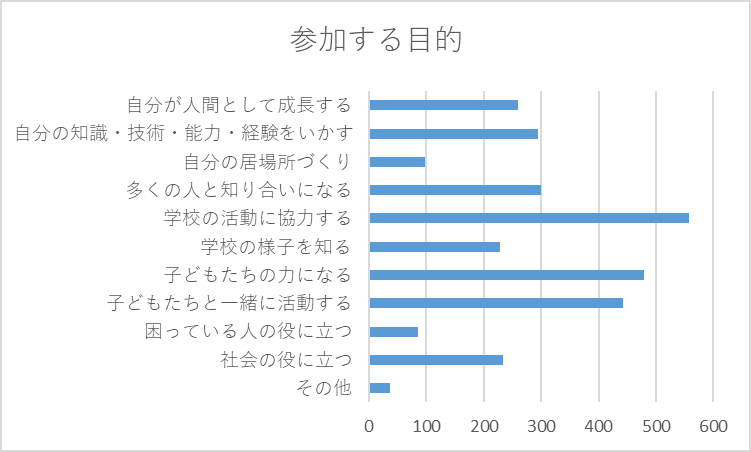 参加する目的
自分が人間として成長する
自分の知識・技術・能力・経験をいかす
自分の居場所づくり
多くの人と知り合いになる
学校の活動に協力する
学校の様子を知る
子どもたちの力になる
子どもたちと一緒に活動する
困っている人の役に立つ
社会の役に立つ
その他
0 100 200 300 400 500 600